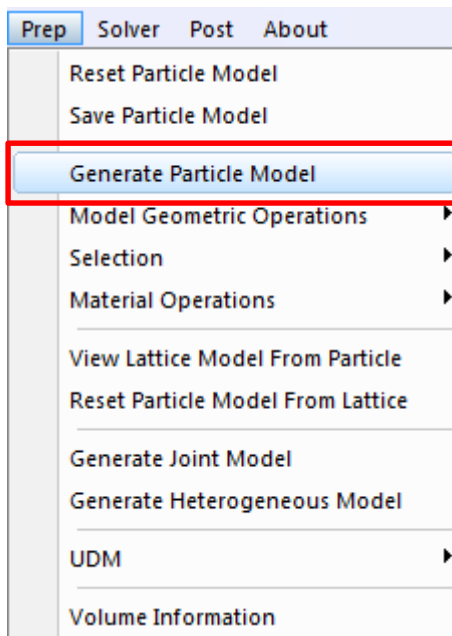 Prep Solver Post About
Reset Particle Model
Save Particle Model
Generate Particle Model
Model Geometric Operations
Selection
Material Operations
View Lattice Model From Particle
Reset Particle Model From Lattice
Generate Joint Model
Generate Heterogeneous Model
UDM
Volume Information